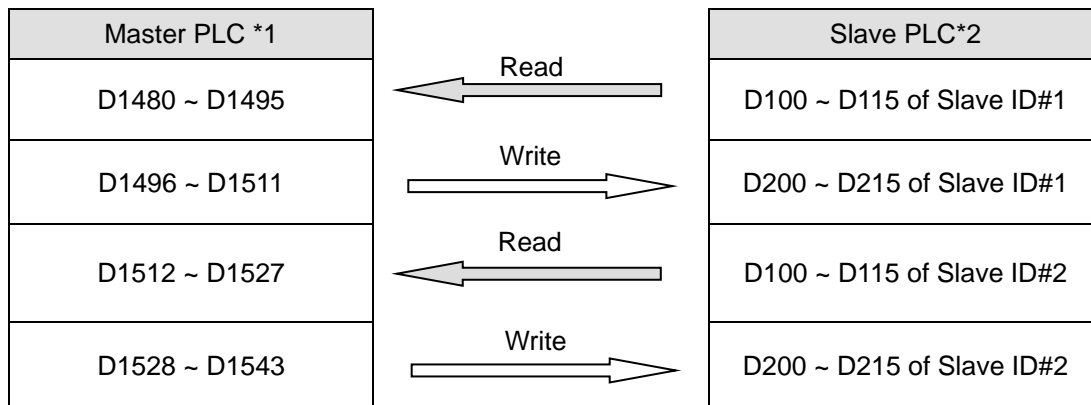 Master PLC *1
Slave PLC*2
D1480 ~ D1495
Read
D100 ~ D115 of Slave ID#1
D1496 ~ D1511
Write
D200 ~ D215 of Slave ID#1
D1512 ~ D1527
Read
D100 ~ D115 of Slave ID#2
D1528 ~ D1543
Write
D200 ~ D215 of Slave ID#2